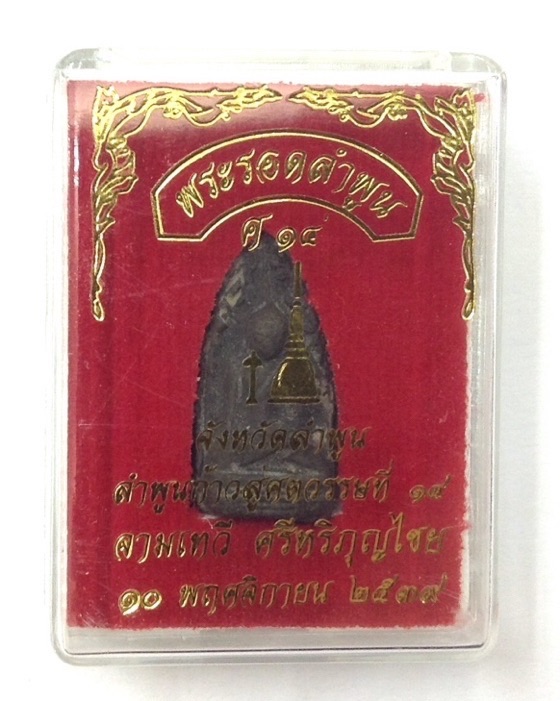 พระรอดลำพูน
ศ ๑๔
จังหวัดลำพูน
ลำพูนก้าวสู่ศตวรรษที่ ๑๔
จามเทวี ศรีหริภุญไชย
๑๐ พฤศจิกายน ๒๕๓๙